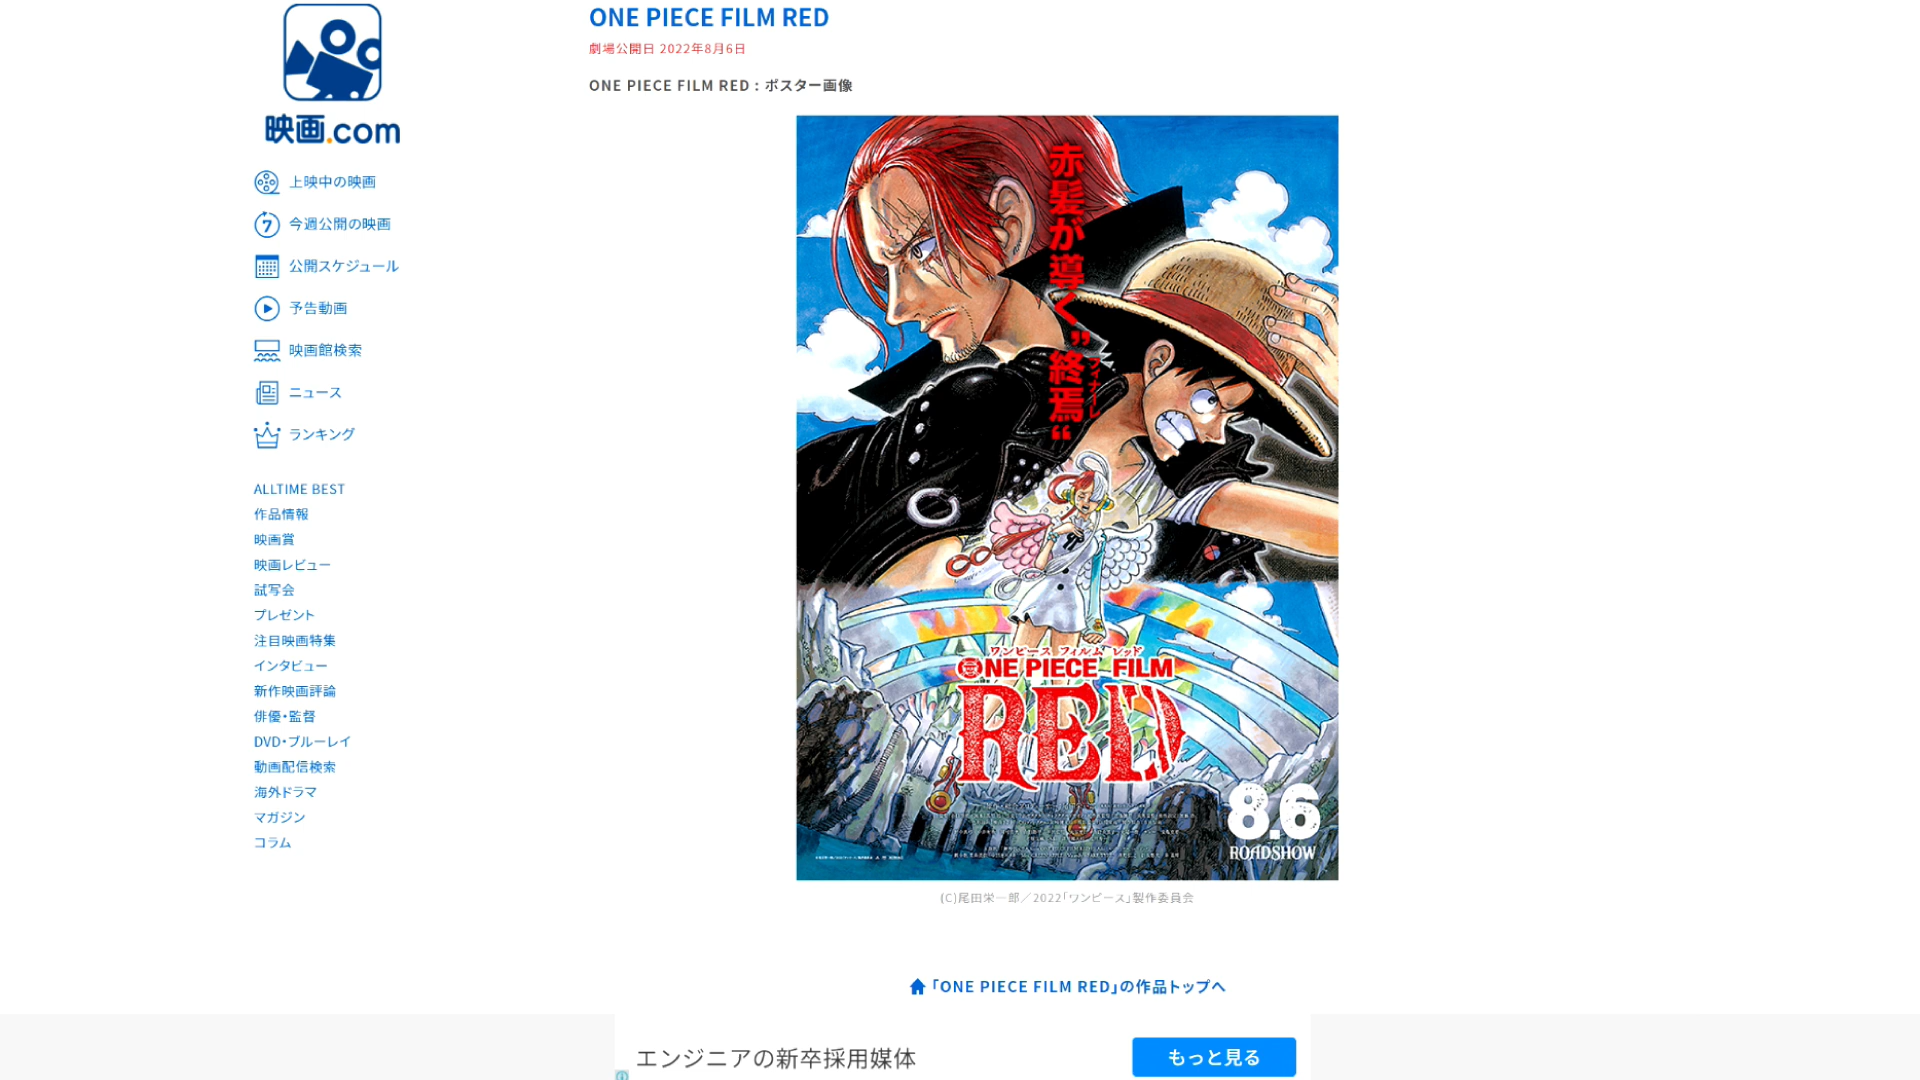 映画.com
上映中の映画
7
今週公開の映画
公開スケジュール
予告動画
映画館検索
ニュース
ランキング
ALLTIME BEST
作品情報
映画賞
映画レビュー
試写会
プレゼント
注目映画特集
インタビュー
新作映画評論
俳優・監督
DVD・ブルーレイ
動画配信検索
海外ドラマ
マガジン
コラム
ONE PIECE FILM RED
劇場公開日 2022年8月6日
ONE PIECE FILM RED : ポスター画像
赤髪が導く”終焉“
フィナーレ
ワンピース フィルム レッド
ONE PIECE FILM
RED
8.6
ROADSHOW
(C)尾田栄一郎／2022「ワンピース」製作委員会
「ONE PIECE FILM RED」の作品トップへ
エンジニアの新卒採用媒体
もっと見る